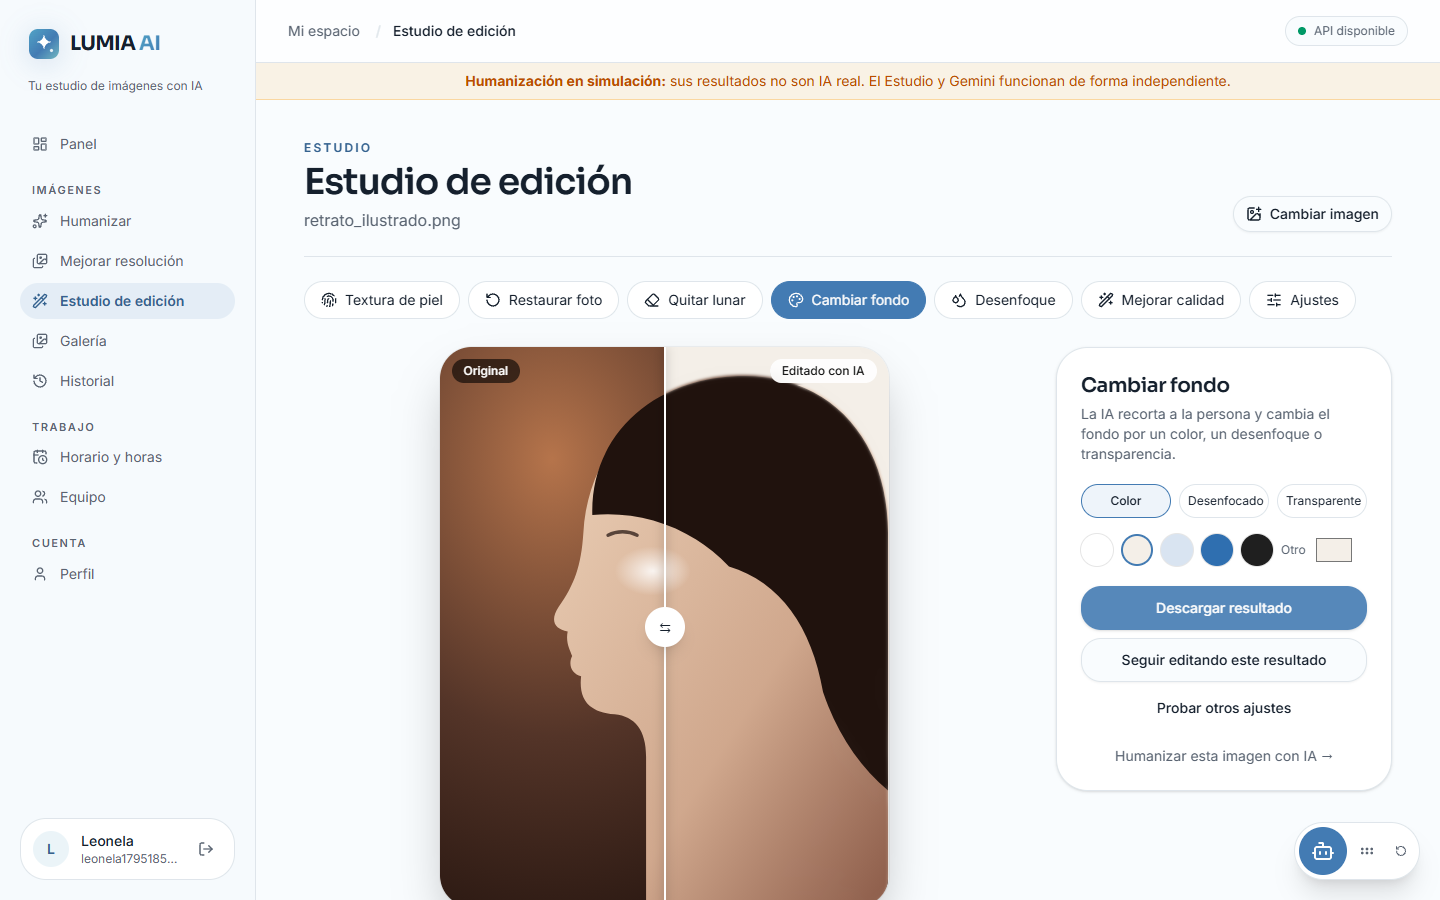 LUMIA AI
Tu estudio de imágenes con IA
Panel
IMÁGENES
Humanizar
Mejorar resolución
Estudio de edición
Galería
Historial
TRABAJO
Horario y horas
Equipo
CUENTA
Perfil
L
Leonela
leonela1795185...
Mi espacio / Estudio de edición
API disponible
Humanización en simulación: sus resultados no son IA real. El Estudio y Gemini funcionan de forma independiente.
ESTUDIO
Estudio de edición
retrato_ilustrado.png
Cambiar imagen
Textura de piel
Restaurar foto
Quitar lunar
Cambiar fondo
Desenfoque
Mejorar calidad
Ajustes
Original
Editado con IA
Cambiar fondo
La IA recorta a la persona y cambia el
fondo por un color, un desenfoque o
transparencia.
Color
Desenfocado
Transparente
Otro
Descargar resultado
Seguir editando este resultado
Probar otros ajustes
Humanizar esta imagen con IA →